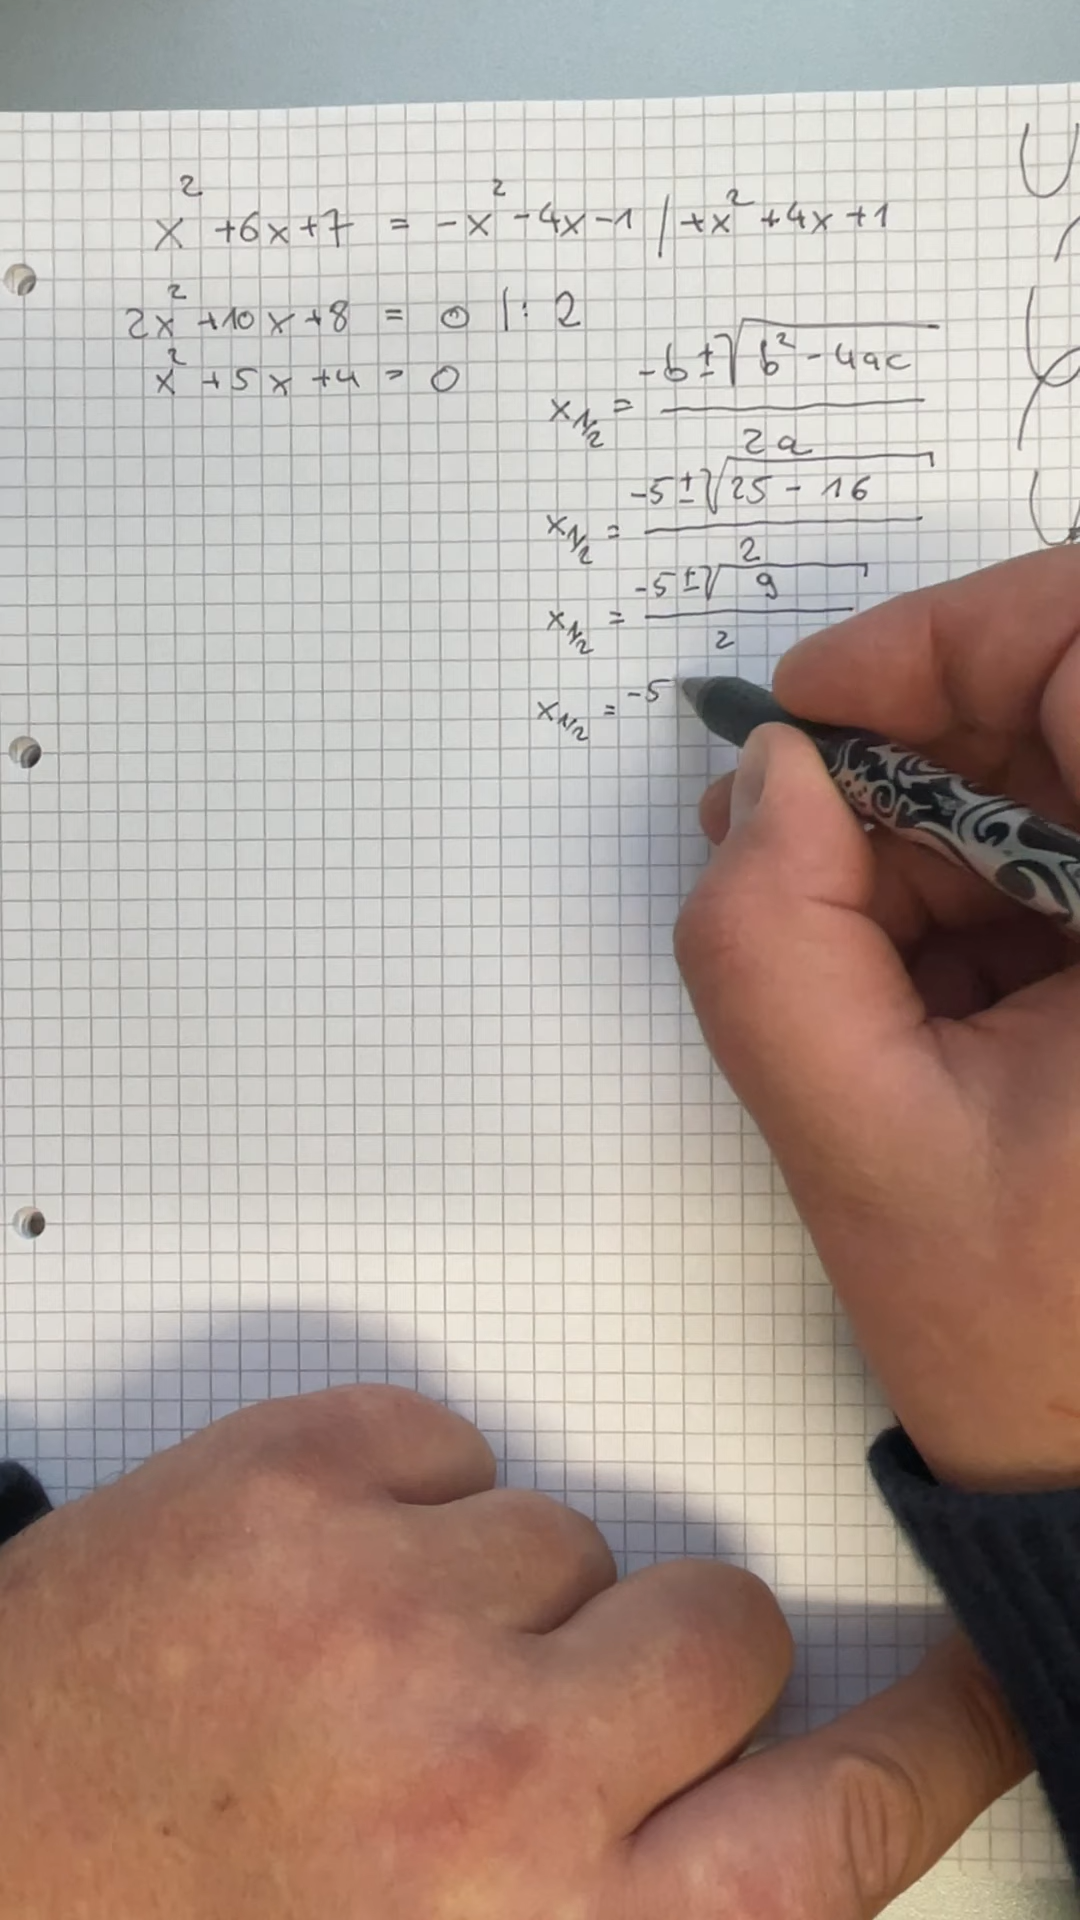 x² +6x+7 = -x² -4x-1 | +x² +4x +1
2x² +10x+8 = 0 |: 2
x² +5x +4 = 0
x1/2 = (-b ± √(b² - 4ac)) / 2a
x1/2 = (-5 ± √(25 - 16)) / 2
x1/2 = (-5 ± √9) / 2
x1/2 = -5